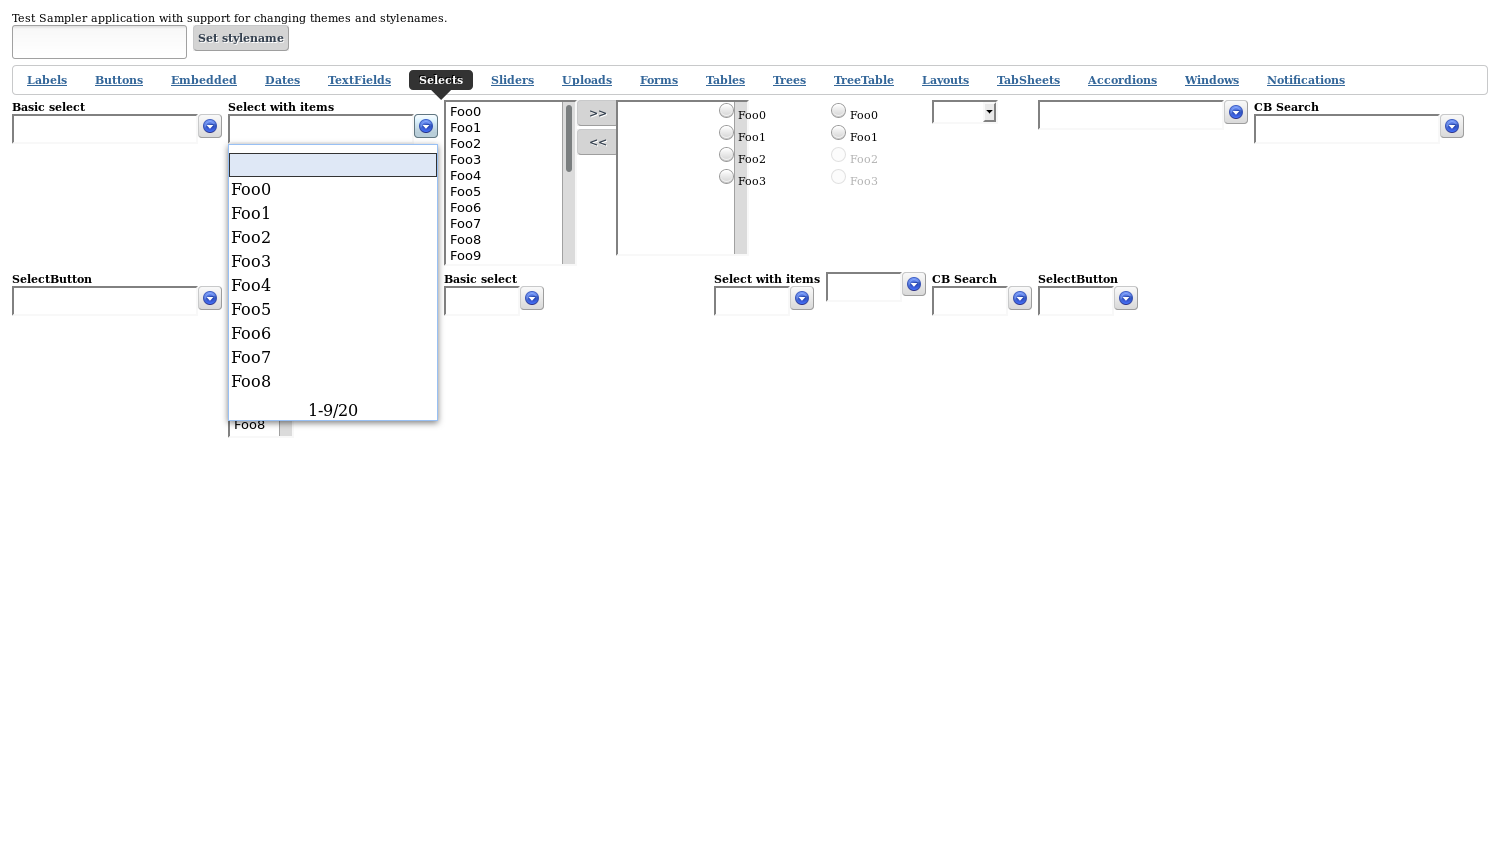 Test Sampler application with support for changing themes and stylenames.
Set stylename
Labels Buttons Embedded Dates TextFields Selects Sliders Uploads Forms Tables Trees TreeTable Layouts TabSheets Accordions Windows Notifications
Basic select
Select with items
Foo0
Foo1
Foo2
Foo3
Foo4
Foo5
Foo6
Foo7
Foo8
1-9/20
Foo0
Foo1
Foo2
Foo3
Foo4
Foo5
Foo6
Foo7
Foo8
Foo9
>>
<<
Foo0
Foo1
Foo2
Foo3
Foo0
Foo1
Foo2
Foo3
CB Search
SelectButton
Foo8
Basic select
Select with items
CB Search
SelectButton